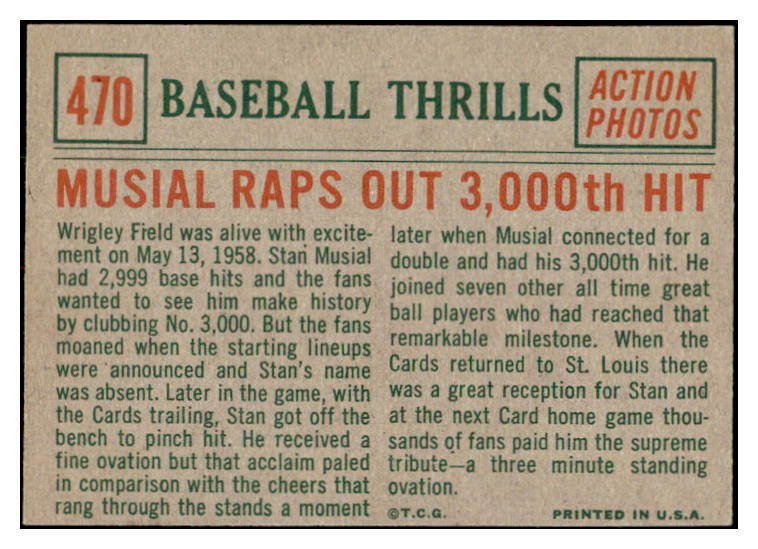 470
BASEBALL THRILLS
ACTION
PHOTOS
MUSIAL RAPS OUT 3,000th HIT
Wrigley Field was alive with excite-
ment on May 13, 1958. Stan Musial
had 2,999 base hits and the fans
wanted to see him make history
by clubbing No. 3,000. But the fans
moaned when the starting lineups
were announced and Stan's name
was absent. Later in the game, with
the Cards trailing, Stan got off the
bench to pinch hit. He received a
fine ovation but that acclaim paled
in comparison with the cheers that
rang through the stands a moment
later when Musial connected for a
double and had his 3,000th hit. He
joined seven other all time great
ball players who had reached that
remarkable milestone. When the
Cards returned to St. Louis there
was a great reception for Stan and
at the next Card home game thou-
sands of fans paid him the supreme
tribute—a three minute standing
ovation.
©T.C.G.
PRINTED IN U.S.A.